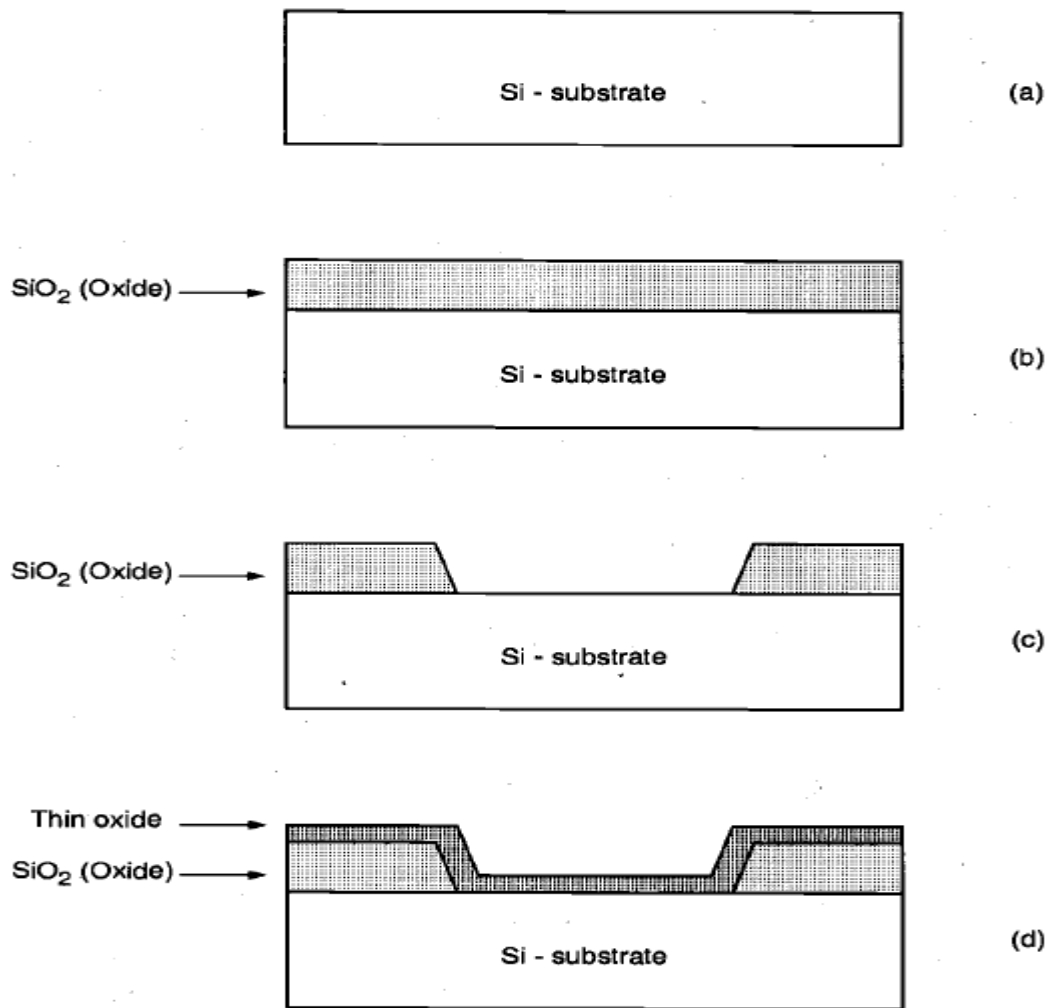 Si - substrate
(a)
SiO₂ (Oxide)
Si - substrate
(b)
SiO₂ (Oxide)
Si - substrate
(c)
Thin oxide
SiO₂ (Oxide)
Si - substrate
(d)